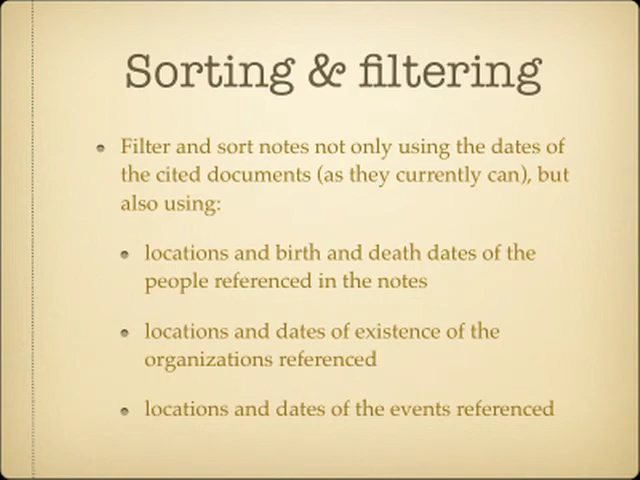 Sorting & filtering
Filter and sort notes not only using the dates of
the cited documents (as they currently can), but
also using:
locations and birth and death dates of the
people referenced in the notes
locations and dates of existence of the
organizations referenced
locations and dates of the events referenced